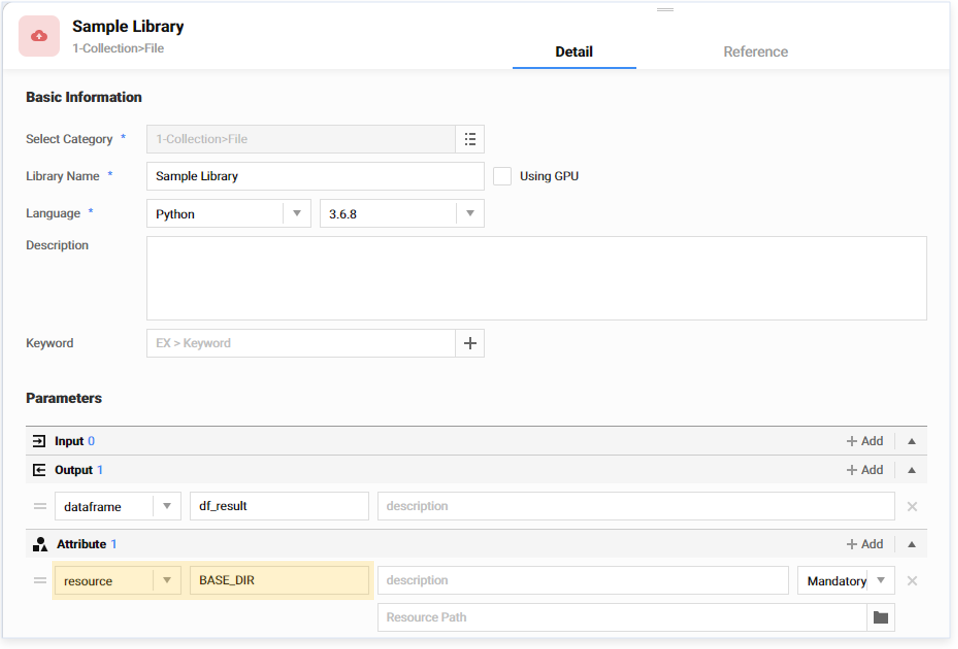 Sample Library
1-Collection>File
Detail
Reference
Basic Information
Select Category *
1-Collection>File
Library Name *
Sample Library
Using GPU
Language *
Python
3.6.8
Description
Keyword
EX > Keyword
Parameters
Input 0
+ Add
Output 1
+ Add
dataframe
df_result
description
Attribute 1
+ Add
resource
BASE_DIR
description
Mandatory
Resource Path